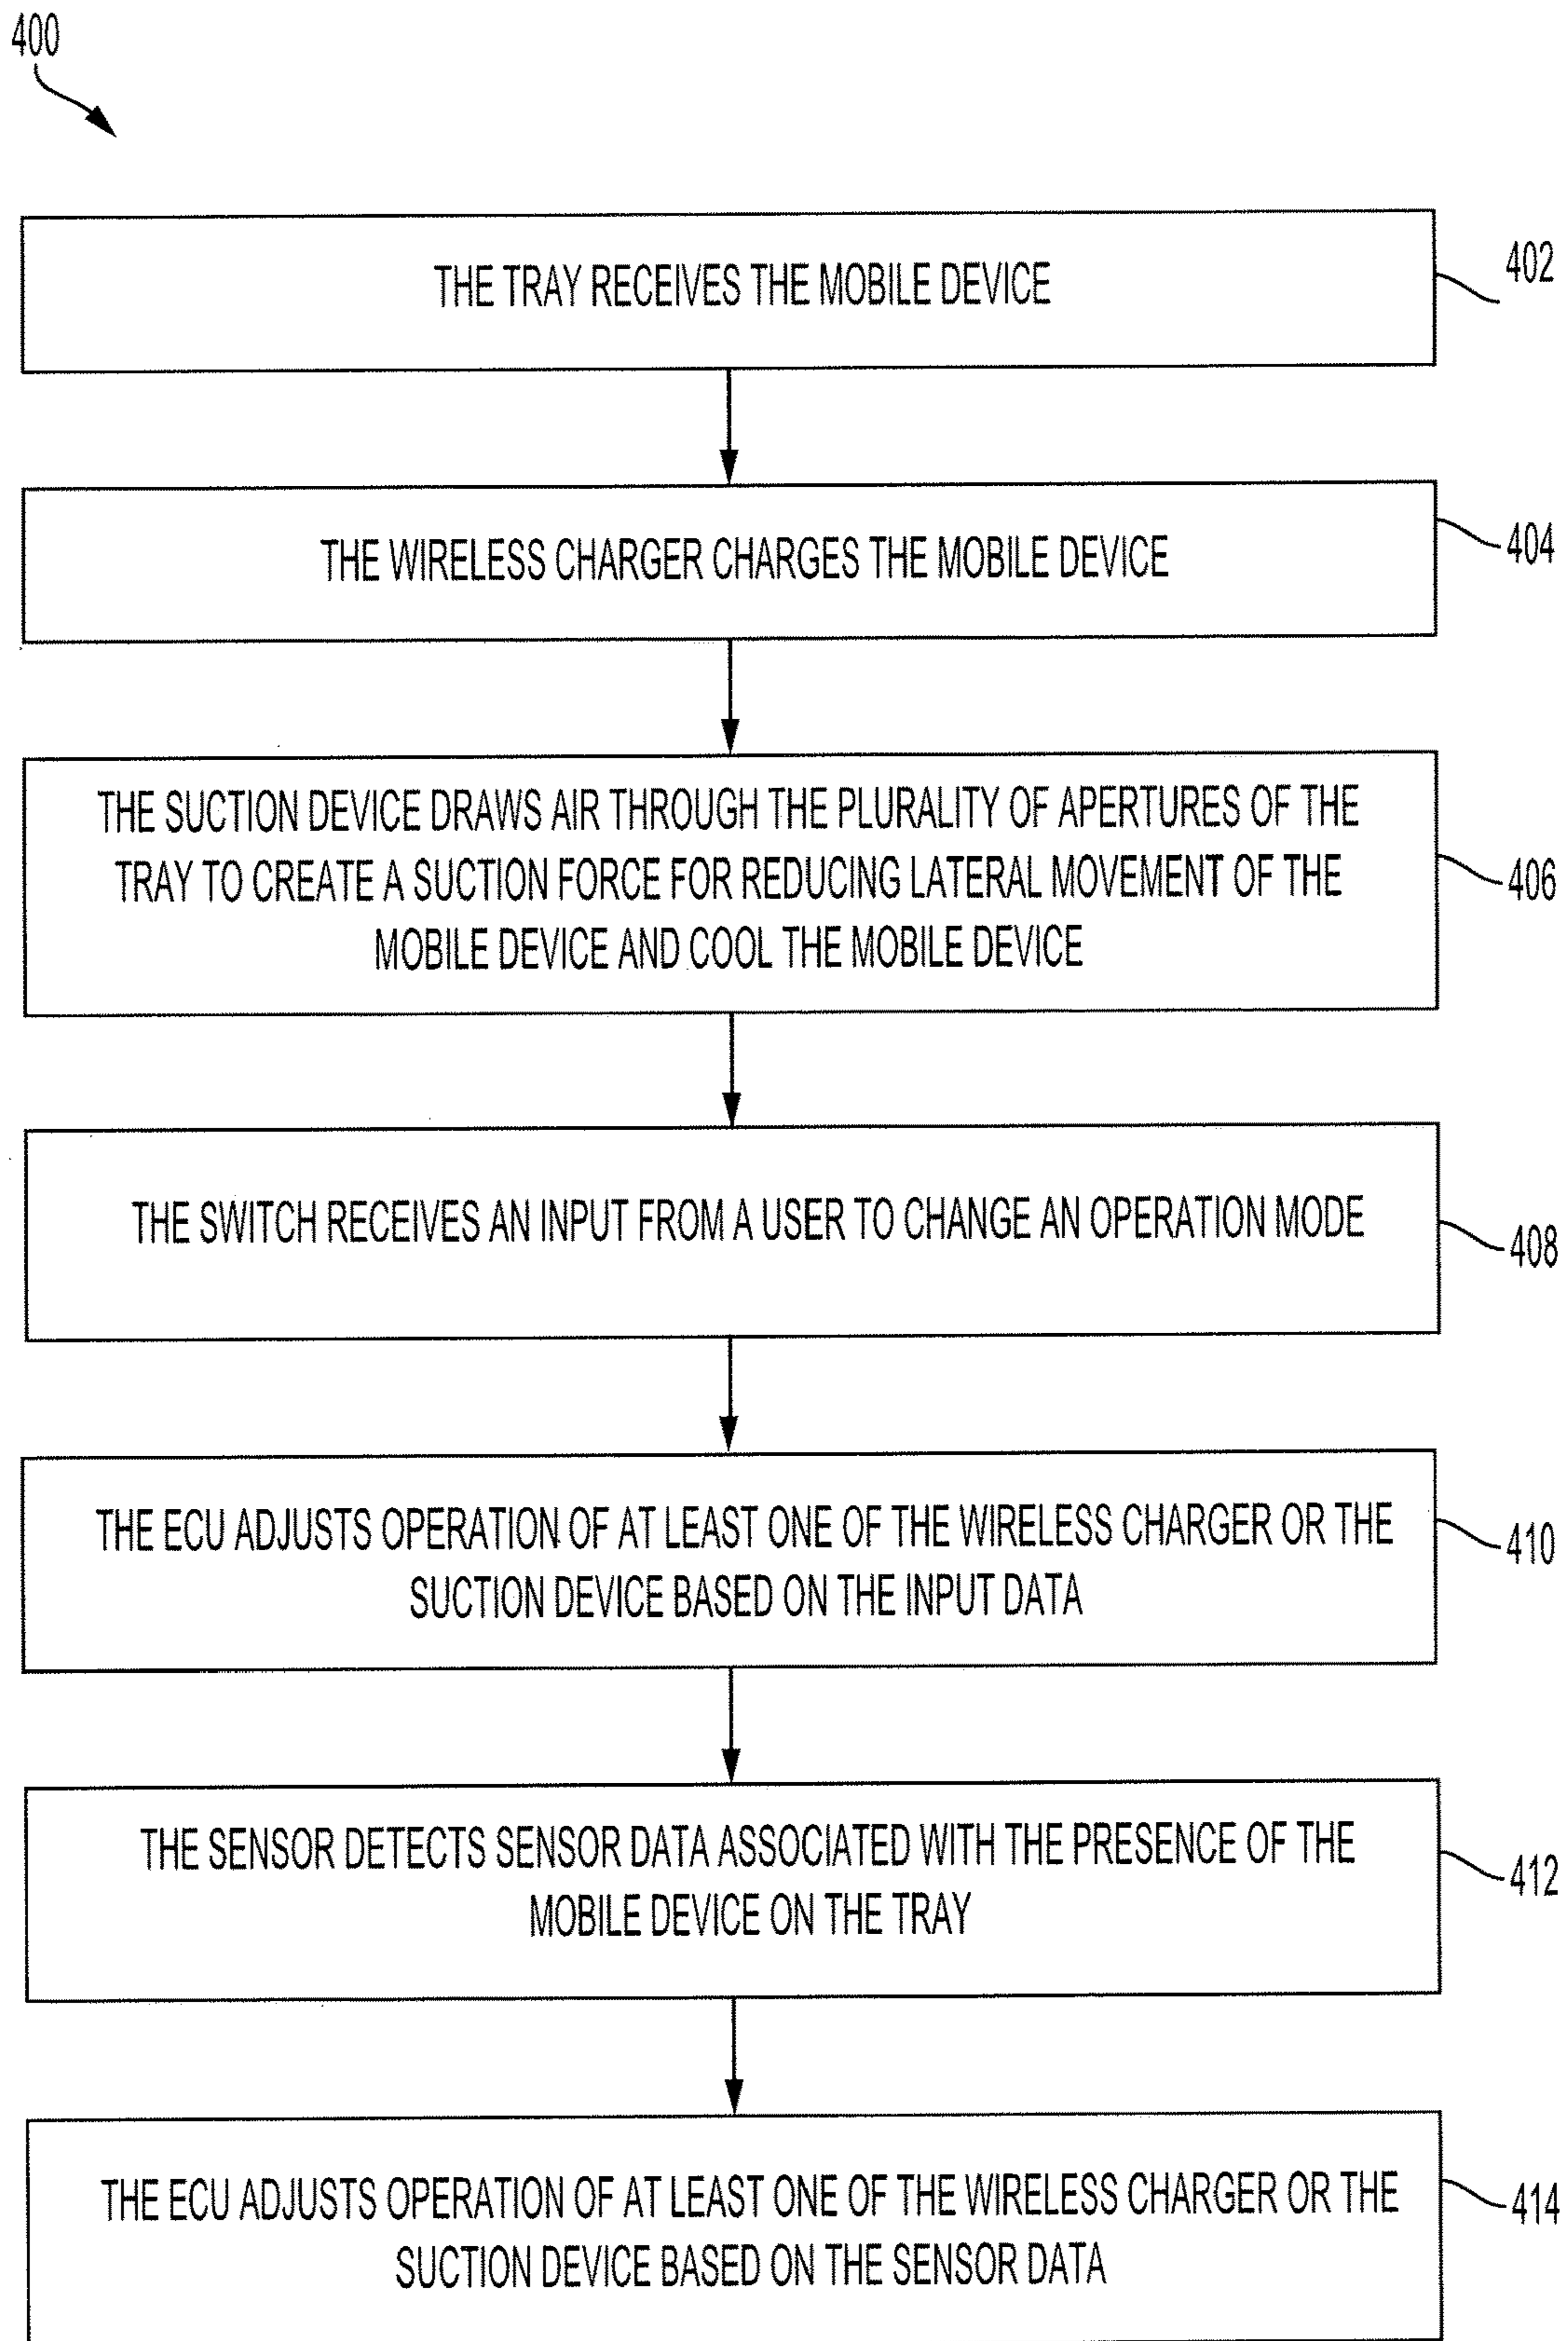 400
THE TRAY RECEIVES THE MOBILE DEVICE
402
THE WIRELESS CHARGER CHARGES THE MOBILE DEVICE
404
THE SUCTION DEVICE DRAWS AIR THROUGH THE PLURALITY OF APERTURES OF THE
TRAY TO CREATE A SUCTION FORCE FOR REDUCING LATERAL MOVEMENT OF THE
MOBILE DEVICE AND COOL THE MOBILE DEVICE
406
THE SWITCH RECEIVES AN INPUT FROM A USER TO CHANGE AN OPERATION MODE
408
THE ECU ADJUSTS OPERATION OF AT LEAST ONE OF THE WIRELESS CHARGER OR THE
SUCTION DEVICE BASED ON THE INPUT DATA
410
THE SENSOR DETECTS SENSOR DATA ASSOCIATED WITH THE PRESENCE OF THE
MOBILE DEVICE ON THE TRAY
412
THE ECU ADJUSTS OPERATION OF AT LEAST ONE OF THE WIRELESS CHARGER OR THE
SUCTION DEVICE BASED ON THE SENSOR DATA
414